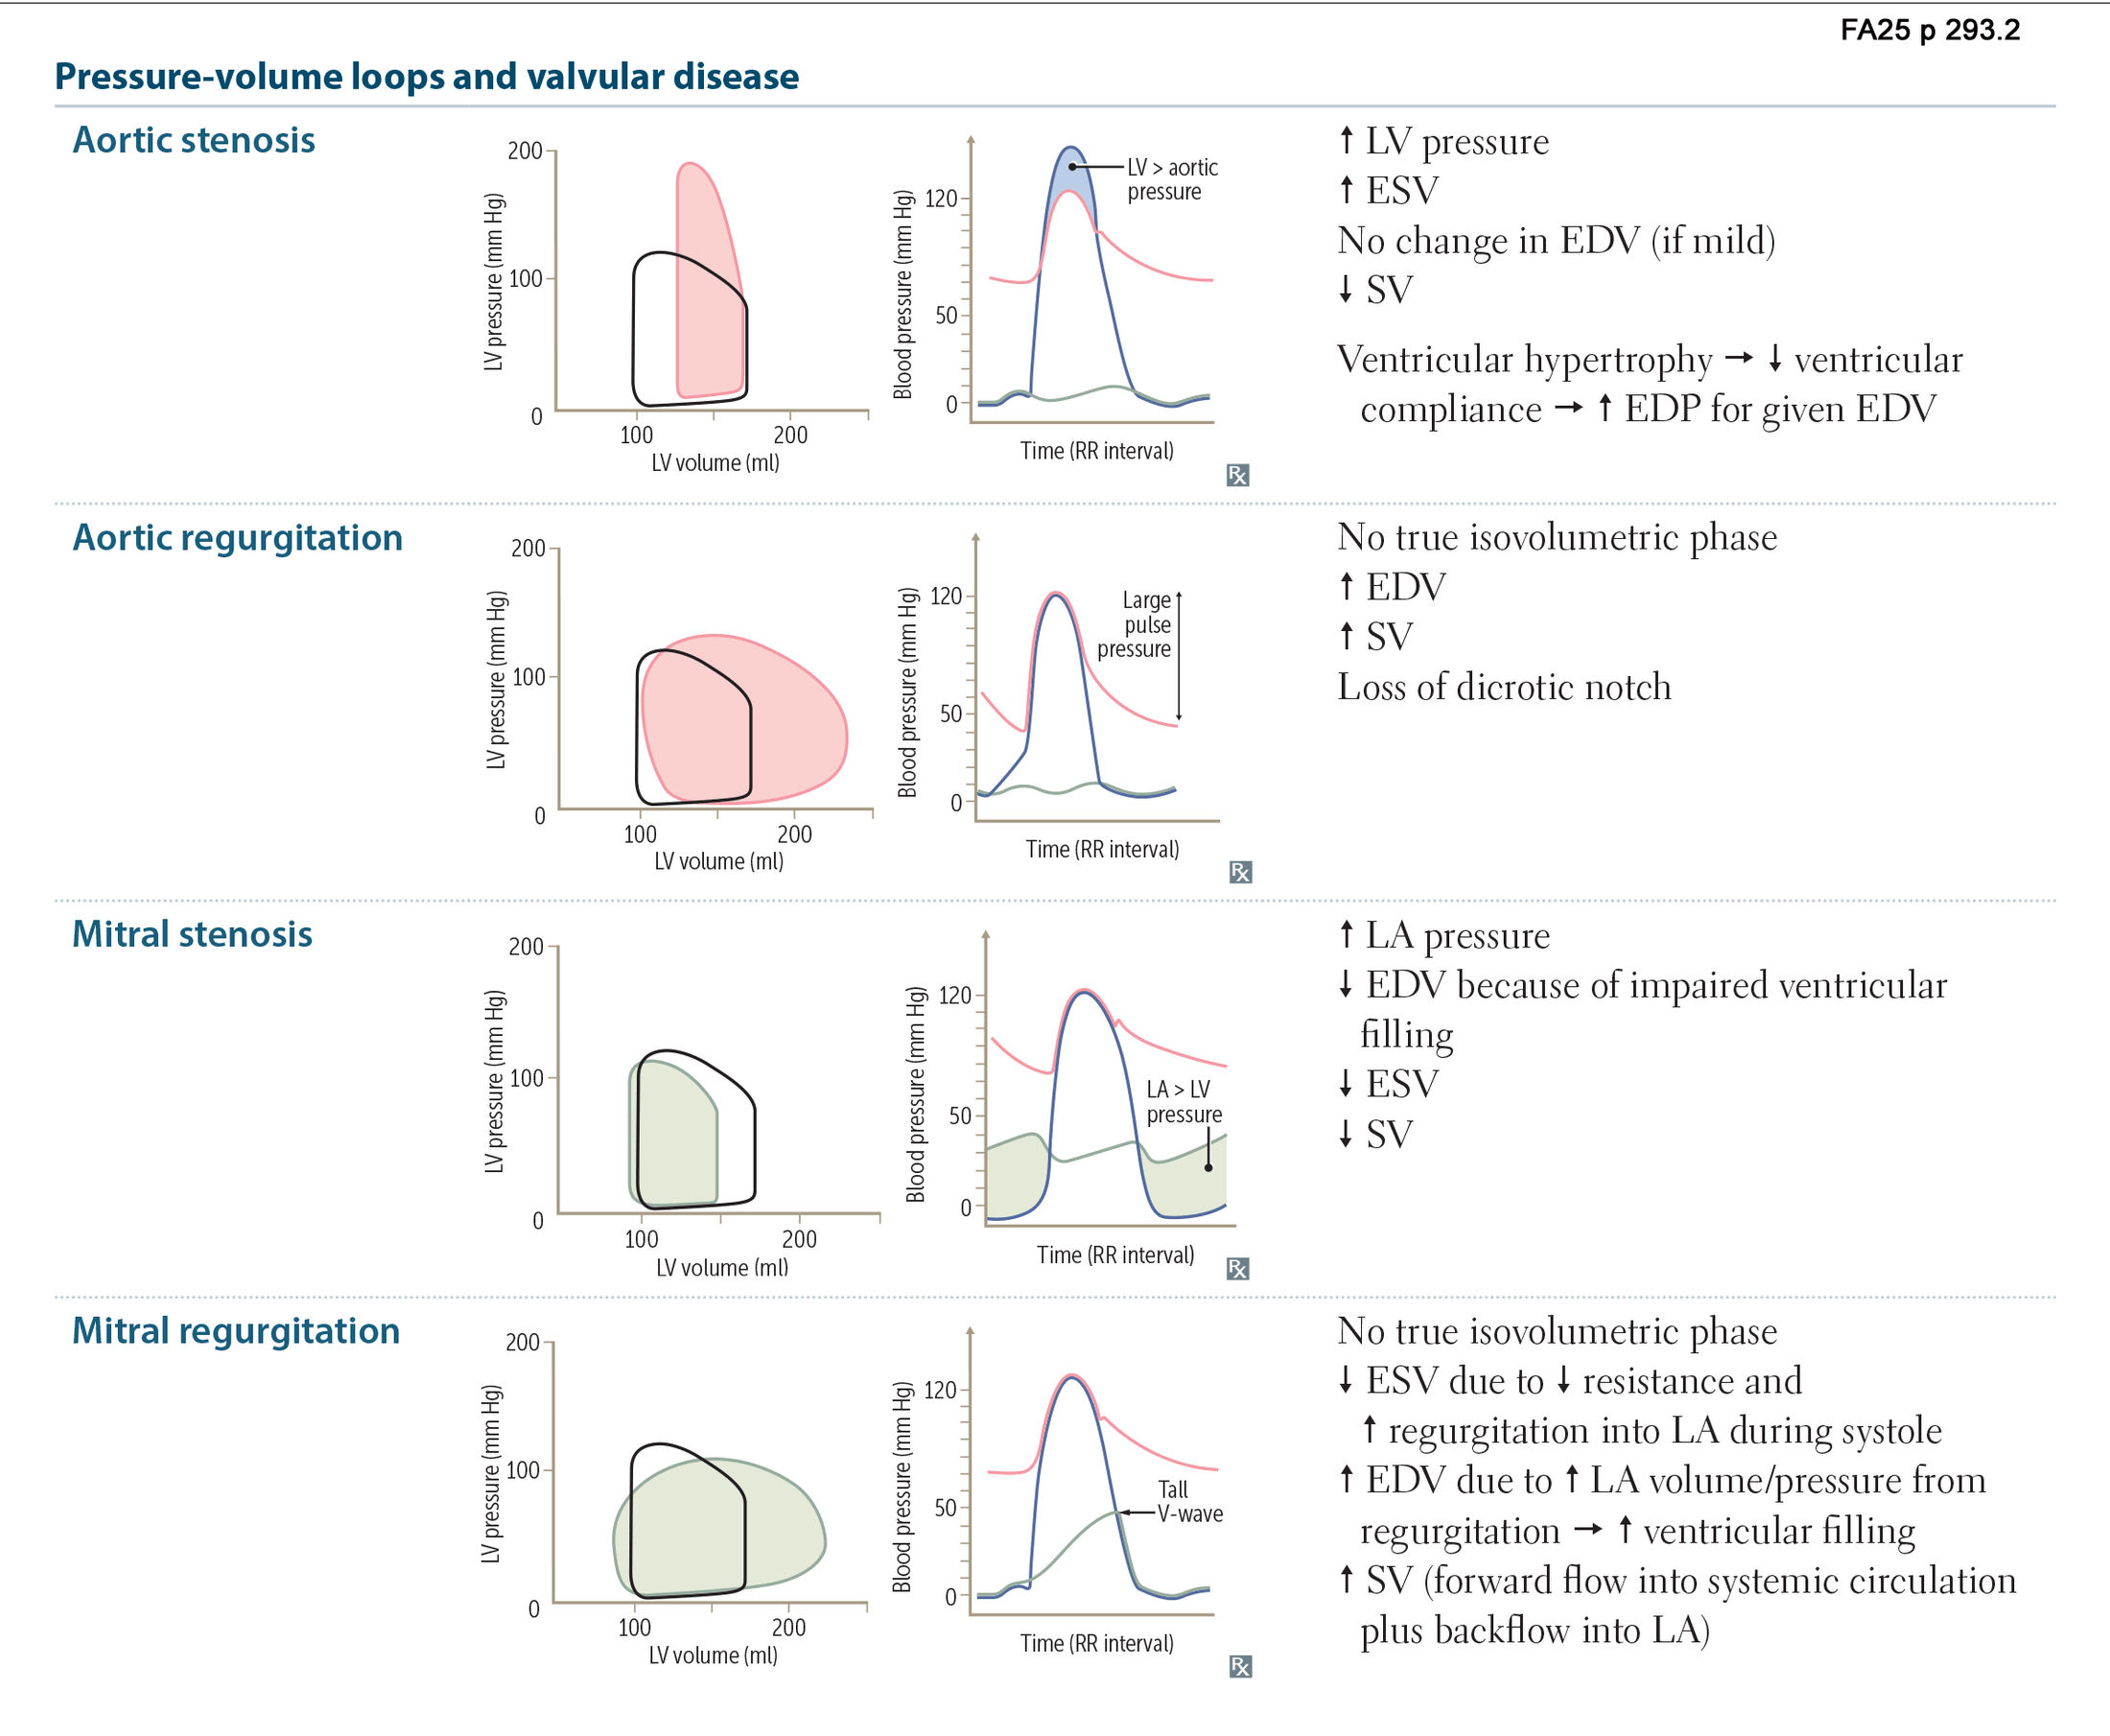 FA25 p 293.2
Pressure-volume loops and valvular disease
Aortic stenosis
200
100
0
LV pressure (mm Hg)
100
200
LV volume (ml)
120
50
0
Blood pressure (mm Hg)
LV > aortic
pressure
Time (RR interval)
Rx
↑ LV pressure
↑ ESV
No change in EDV (if mild)
↓ SV
Ventricular hypertrophy → ↓ ventricular
compliance → ↑ EDP for given EDV
Aortic regurgitation
200
100
0
LV pressure (mm Hg)
100
200
LV volume (ml)
120
50
0
Blood pressure (mm Hg)
Large
pulse
pressure
Time (RR interval)
Rx
No true isovolumetric phase
↑ EDV
↑ SV
Loss of dicrotic notch
Mitral stenosis
200
100
0
LV pressure (mm Hg)
100
200
LV volume (ml)
120
50
0
Blood pressure (mm Hg)
LA > LV
pressure
Time (RR interval)
Rx
↑ LA pressure
↓ EDV because of impaired ventricular
filling
↓ ESV
↓ SV
Mitral regurgitation
200
100
0
LV pressure (mm Hg)
100
200
LV volume (ml)
120
50
0
Blood pressure (mm Hg)
Tall
V-wave
Time (RR interval)
Rx
No true isovolumetric phase
↓ ESV due to ↓ resistance and
↑ regurgitation into LA during systole
↑ EDV due to ↑ LA volume/pressure from
regurgitation → ↑ ventricular filling
↑ SV (forward flow into systemic circulation
plus backflow into LA)